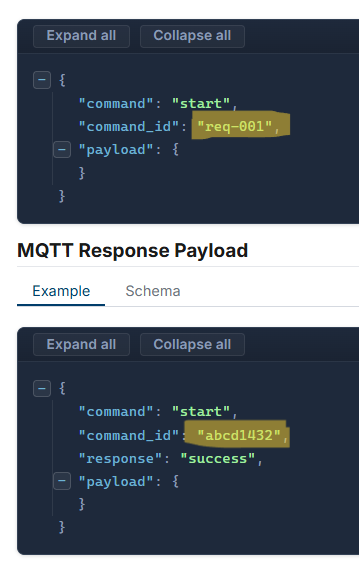 Expand all Collapse all
{
"command": "start",
"command_id": "req-001",
"payload": {
}
}
MQTT Response Payload
Example Schema
Expand all Collapse all
{
"command": "start",
"command_id": "abcd1432",
"response": "success",
"payload": {
}
}